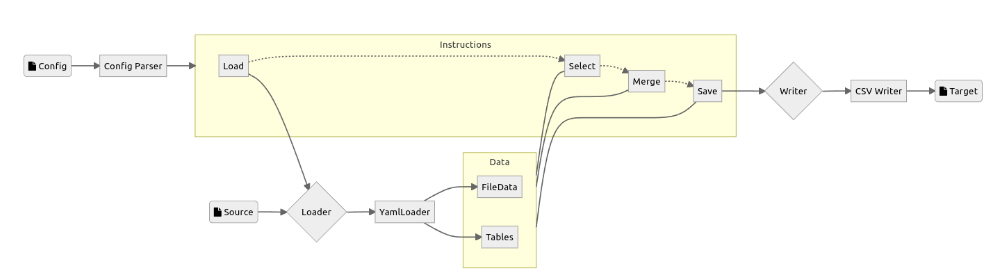 Instructions
Config
Config Parser
Load
Select
Merge
Save
Writer
CSV Writer
Target
Data
FileData
Source
Loader
YamlLoader
Tables